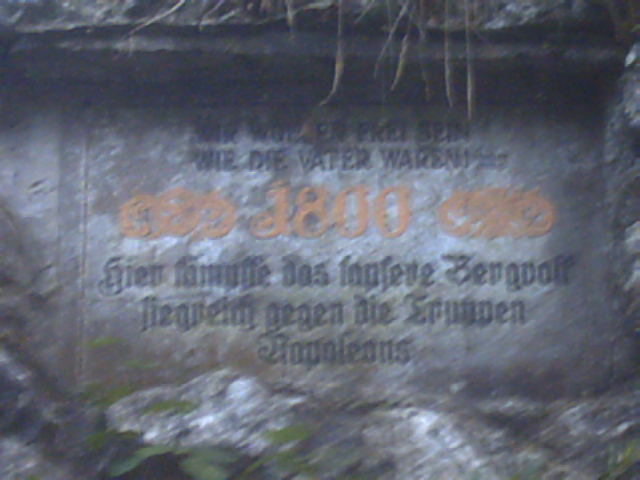 WIR WOLLEN FREI SEIN
WIE DIE VÄTER WAREN!
1800
Hier kämpfte das tapfere Bergvolk
siegreich gegen die Truppen
Napoleons